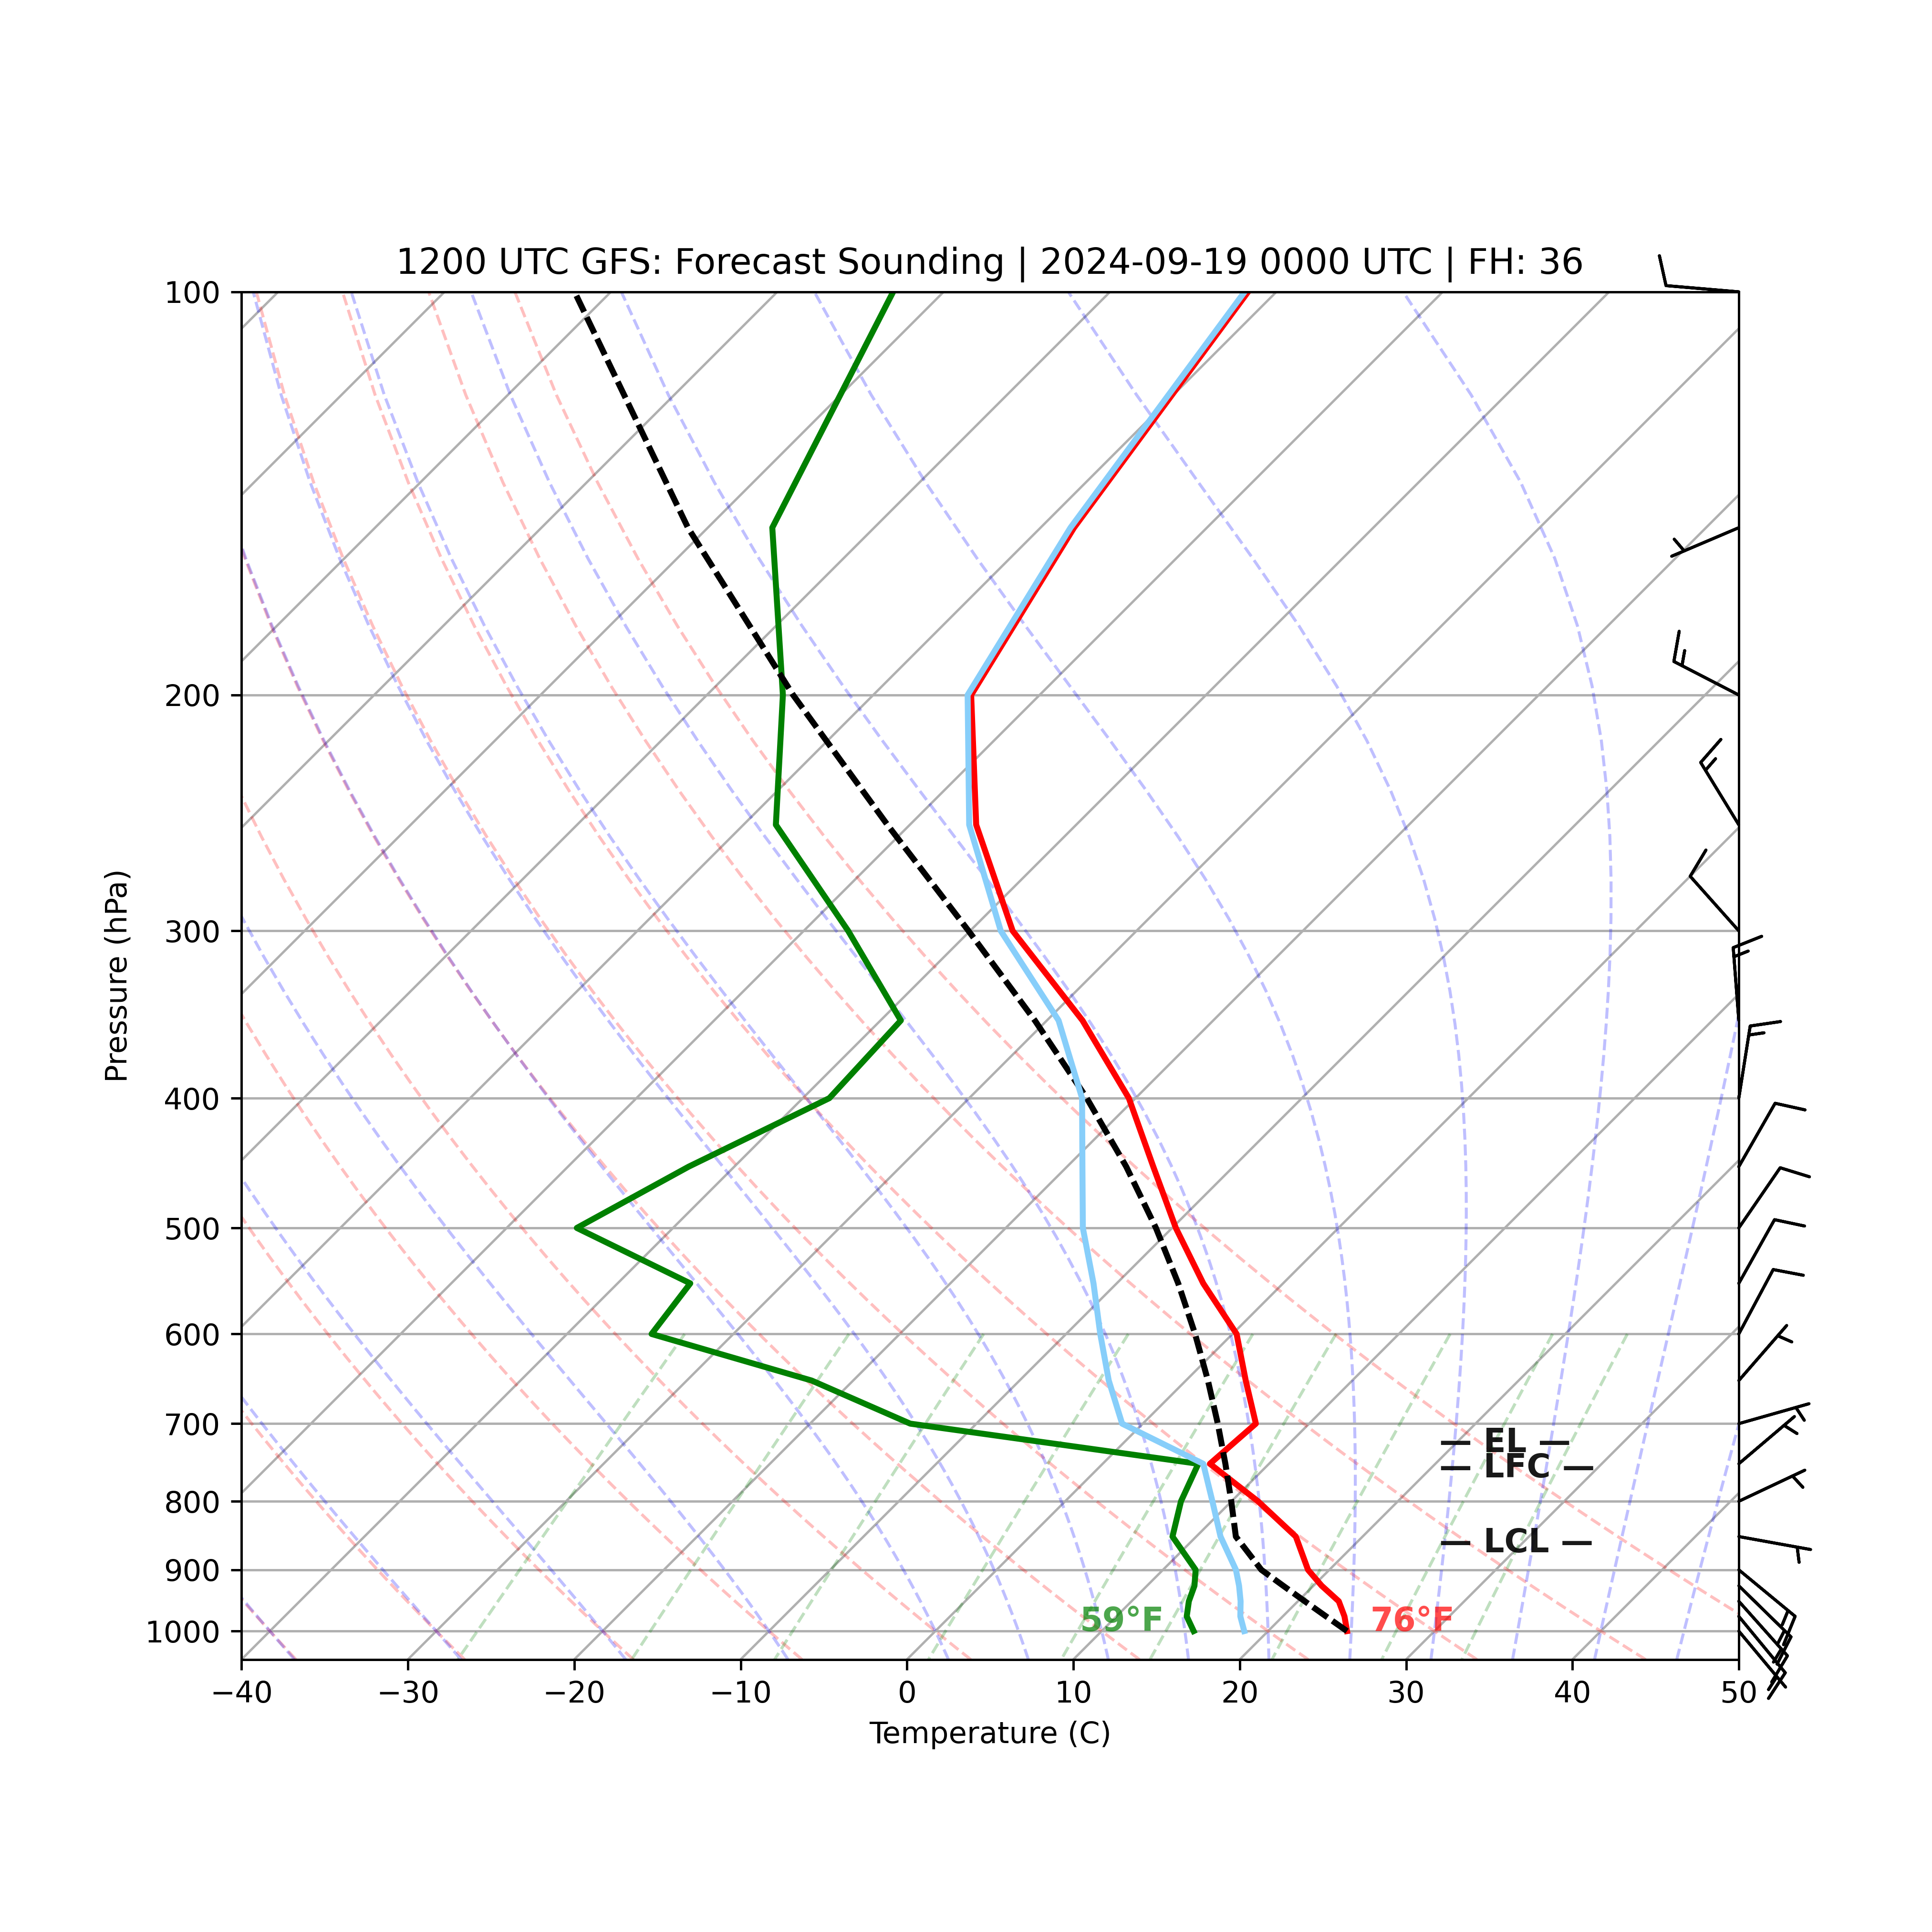 1200 UTC GFS: Forecast Sounding | 2024-09-19 0000 UTC | FH: 36
100
200
300
400
500
600
700
800
900
1000
Pressure (hPa)
— EL —
— LFC —
— LCL —
59°F
76°F
−40 −30 −20 −10 0 10 20 30 40 50
Temperature (C)